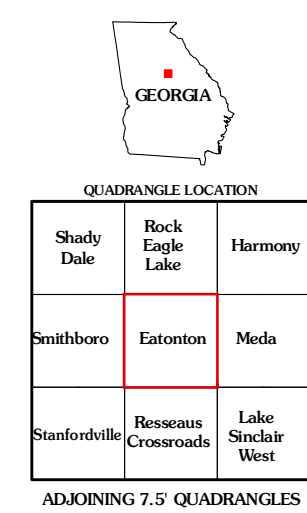 GEORGIA
QUADRANGLE LOCATION
Shady
Dale
Rock
Eagle
Lake
Harmony
Smithboro
Eatonton
Meda
Stanfordville
Resseaus
Crossroads
Lake
Sinclair
West
ADJOINING 7.5' QUADRANGLES